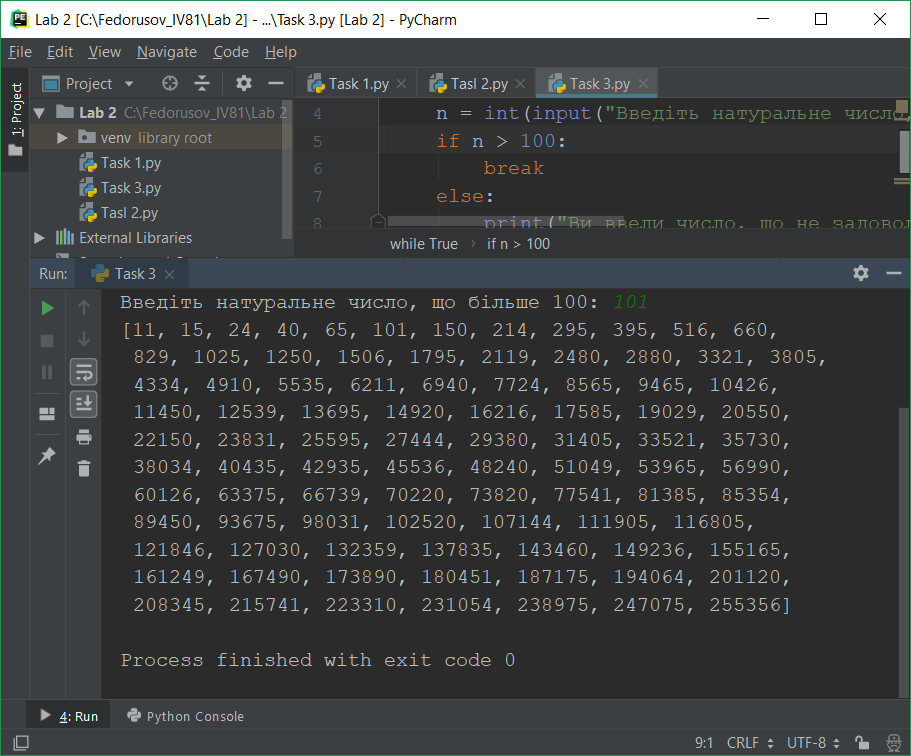 Lab 2 [C:\Fedorusov_IV81\Lab 2] - ...\Task 3.py [Lab 2] - PyCharm
File Edit View Navigate Code Help
1: Project
Project
Task 1.py
Tasl 2.py
Task 3.py
Lab 2 C:\Fedorusov_IV81\Lab 2
venv library root
Task 1.py
Task 3.py
Tasl 2.py
External Libraries
4 n = int(input("Введіть натуральне число,
5 if n > 100:
6 break
7 else:
8 print("Ви ввели число, що не задовол
while True › if n > 100
Run: Task 3
Введіть натуральне число, що більше 100: 101
[11, 15, 24, 40, 65, 101, 150, 214, 295, 395, 516, 660,
829, 1025, 1250, 1506, 1795, 2119, 2480, 2880, 3321, 3805,
4334, 4910, 5535, 6211, 6940, 7724, 8565, 9465, 10426,
11450, 12539, 13695, 14920, 16216, 17585, 19029, 20550,
22150, 23831, 25595, 27444, 29380, 31405, 33521, 35730,
38034, 40435, 42935, 45536, 48240, 51049, 53965, 56990,
60126, 63375, 66739, 70220, 73820, 77541, 81385, 85354,
89450, 93675, 98031, 102520, 107144, 111905, 116805,
121846, 127030, 132359, 137835, 143460, 149236, 155165,
161249, 167490, 173890, 180451, 187175, 194064, 201120,
208345, 215741, 223310, 231054, 238975, 247075, 255356]
Process finished with exit code 0
4: Run
Python Console
9:1 CRLF UTF-8